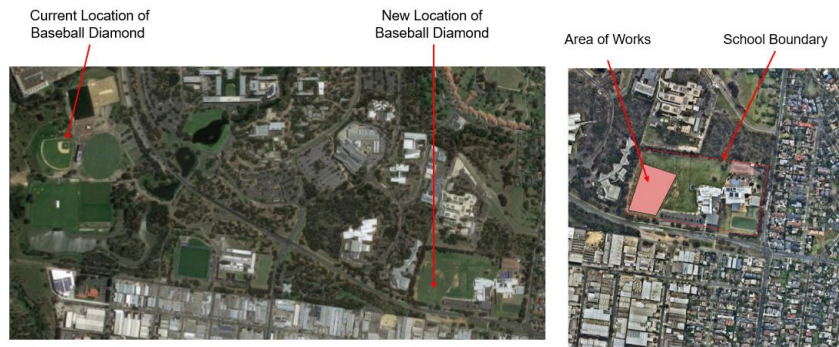 Current Location of
Baseball Diamond
New Location of
Baseball Diamond
Area of Works
School Boundary